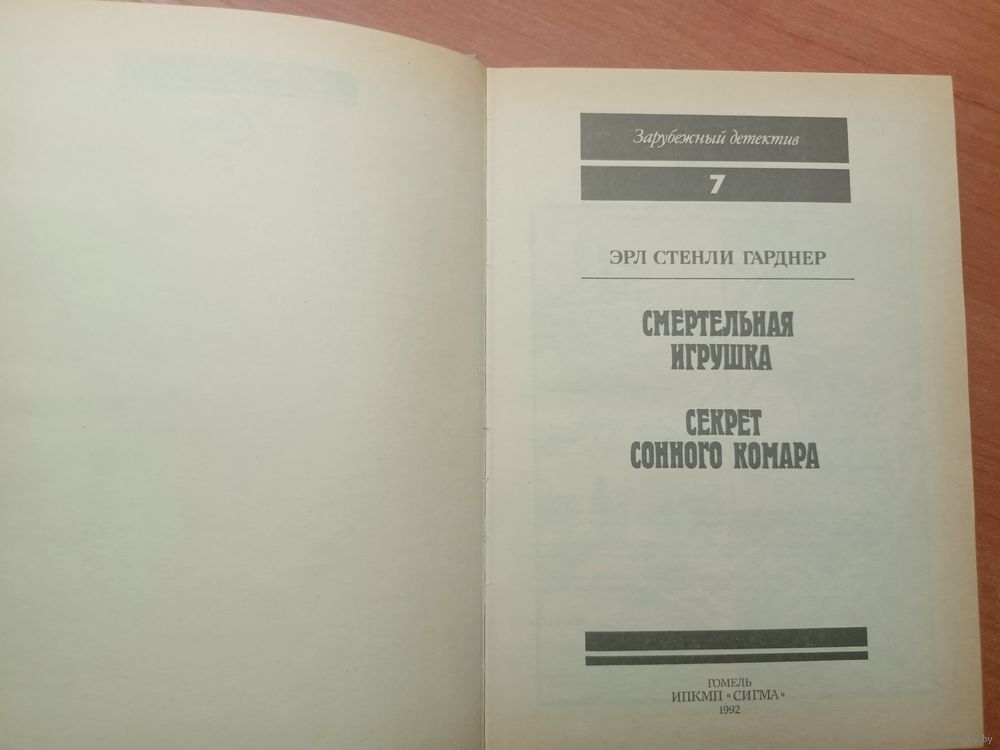 Зарубежный детектив
7
ЭРЛ СТЕНЛИ ГАРДНЕР
СМЕРТЕЛЬНАЯ
ИГРУШКА
СЕКРЕТ
СОННОГО КОМАРА
ГОМЕЛЬ
ИПКМП «СИГМА»
1992